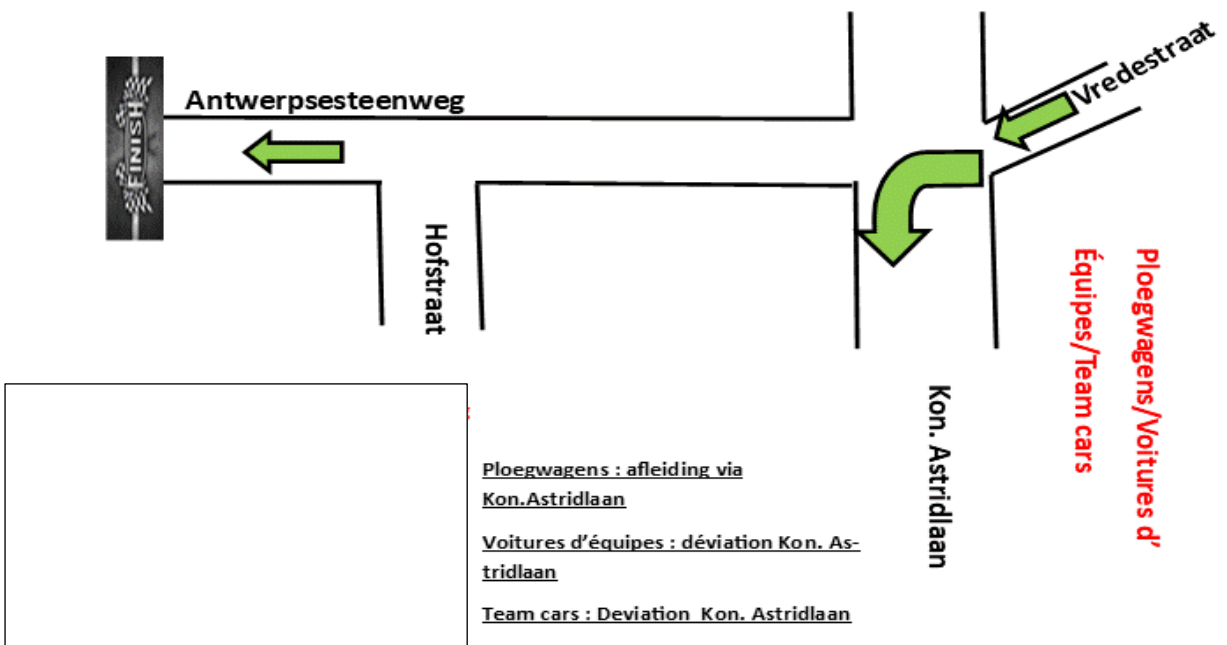 Vredestraat
Antwerpsesteenweg
FINISH
Hofstraat
Kon. Astridlaan
Ploegwagens/Voitures d’
Équipes/Team cars
Ploegwagens : afleiding via
Kon.Astridlaan
Voitures d’équipes : déviation Kon. As-
tridlaan
Team cars : Deviation Kon. Astridlaan